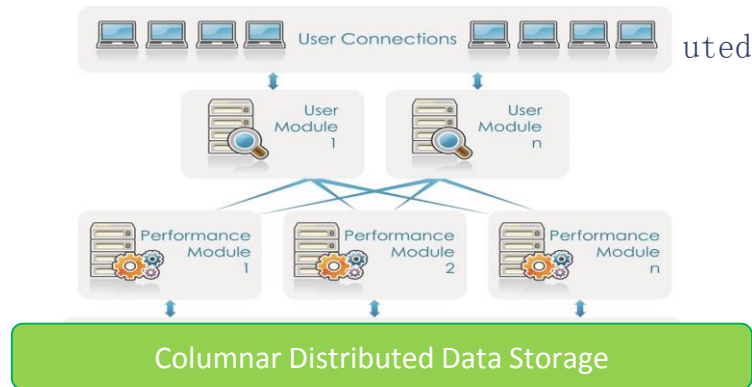 User Connections
uted
User
Module
1
User
Module
n
Performance
Module
1
Performance
Module
2
Performance
Module
n
Columnar Distributed Data Storage